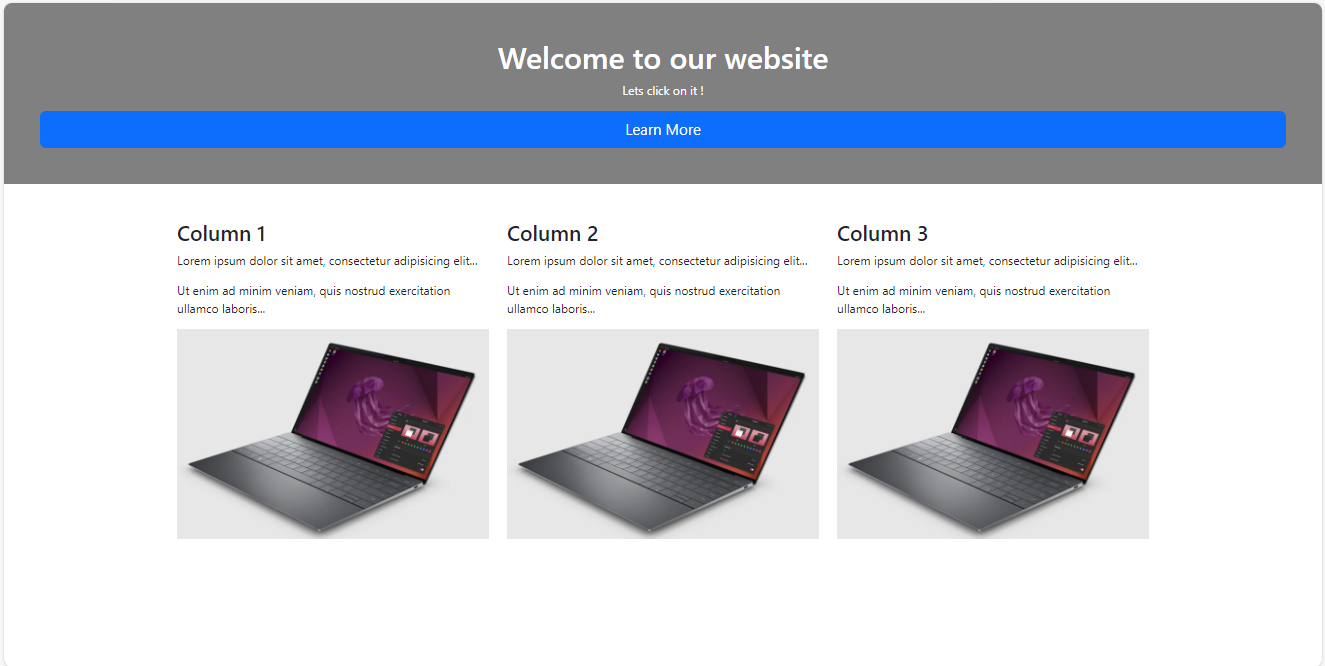 Welcome to our website
Lets click on it !
Learn More
Column 1
Lorem ipsum dolor sit amet, consectetur adipisicing elit...
Ut enim ad minim veniam, quis nostrud exercitation
ullamco laboris...
Column 2
Lorem ipsum dolor sit amet, consectetur adipisicing elit...
Ut enim ad minim veniam, quis nostrud exercitation
ullamco laboris...
Column 3
Lorem ipsum dolor sit amet, consectetur adipisicing elit...
Ut enim ad minim veniam, quis nostrud exercitation
ullamco laboris...